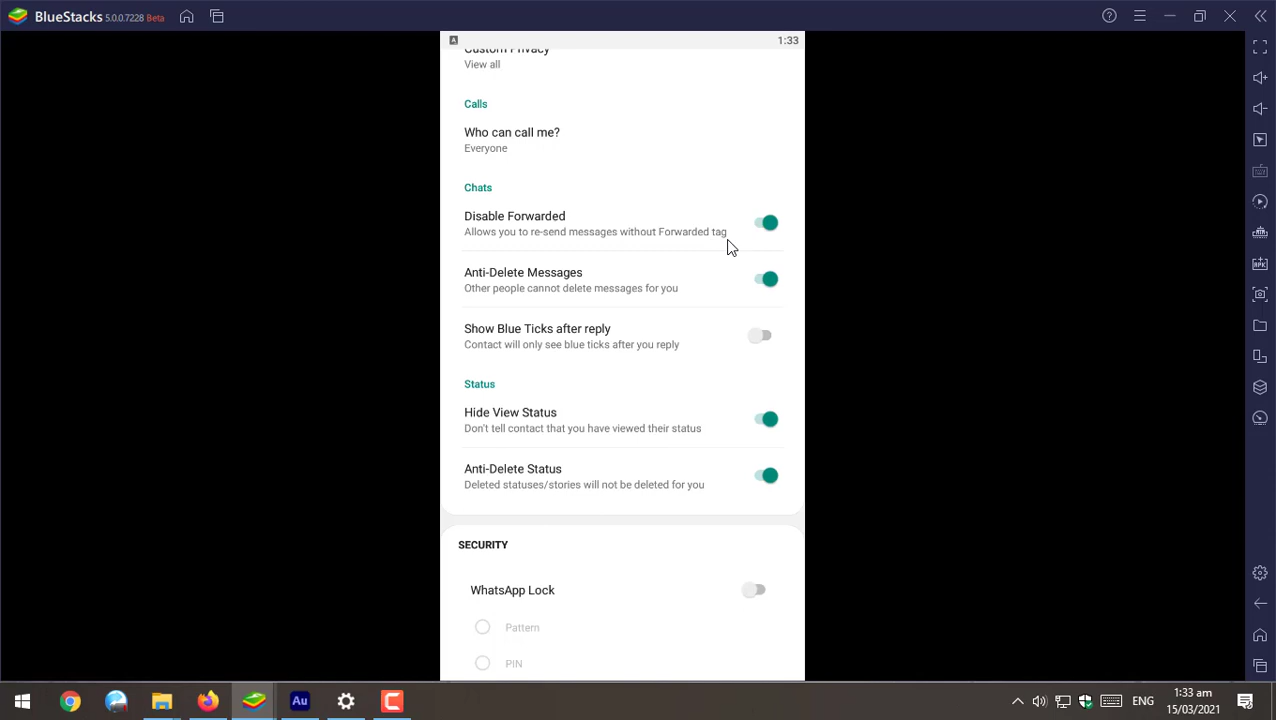 BlueStacks 5.0.0.7228 Beta
A 1:33
Custom Privacy
View all
Calls
Who can call me?
Everyone
Chats
Disable Forwarded
Allows you to re-send messages without Forwarded tag
Anti-Delete Messages
Other people cannot delete messages for you
Show Blue Ticks after reply
Contact will only see blue ticks after you reply
Status
Hide View Status
Don't tell contact that you have viewed their status
Anti-Delete Status
Deleted statuses/stories will not be deleted for you
SECURITY
WhatsApp Lock
Pattern
PIN
Au
ENG
1:33 am
15/03/2021